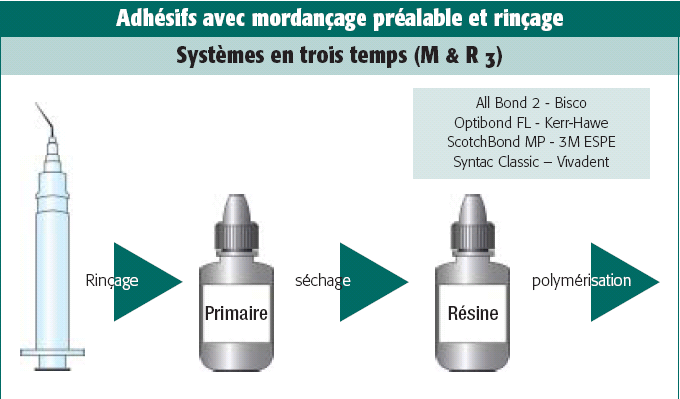 Adhésifs avec mordançage préalable et rinçage
Systèmes en trois temps (M & R 3)
All Bond 2 - Bisco
Optibond FL - Kerr-Hawe
ScotchBond MP - 3M ESPE
Syntac Classic – Vivadent
Rinçage
Primaire
séchage
Résine
polymérisation